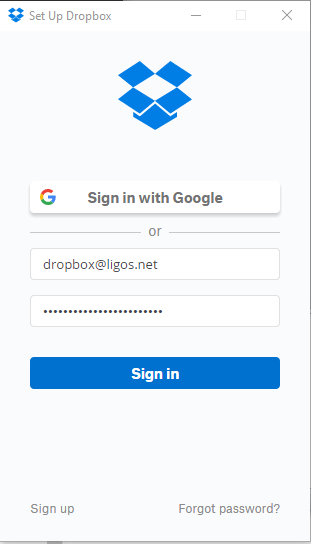 Set Up Dropbox
Sign in with Google
or
dropbox@ligos.net
••••••••••••••••••••••••
Sign in
Sign up Forgot password?